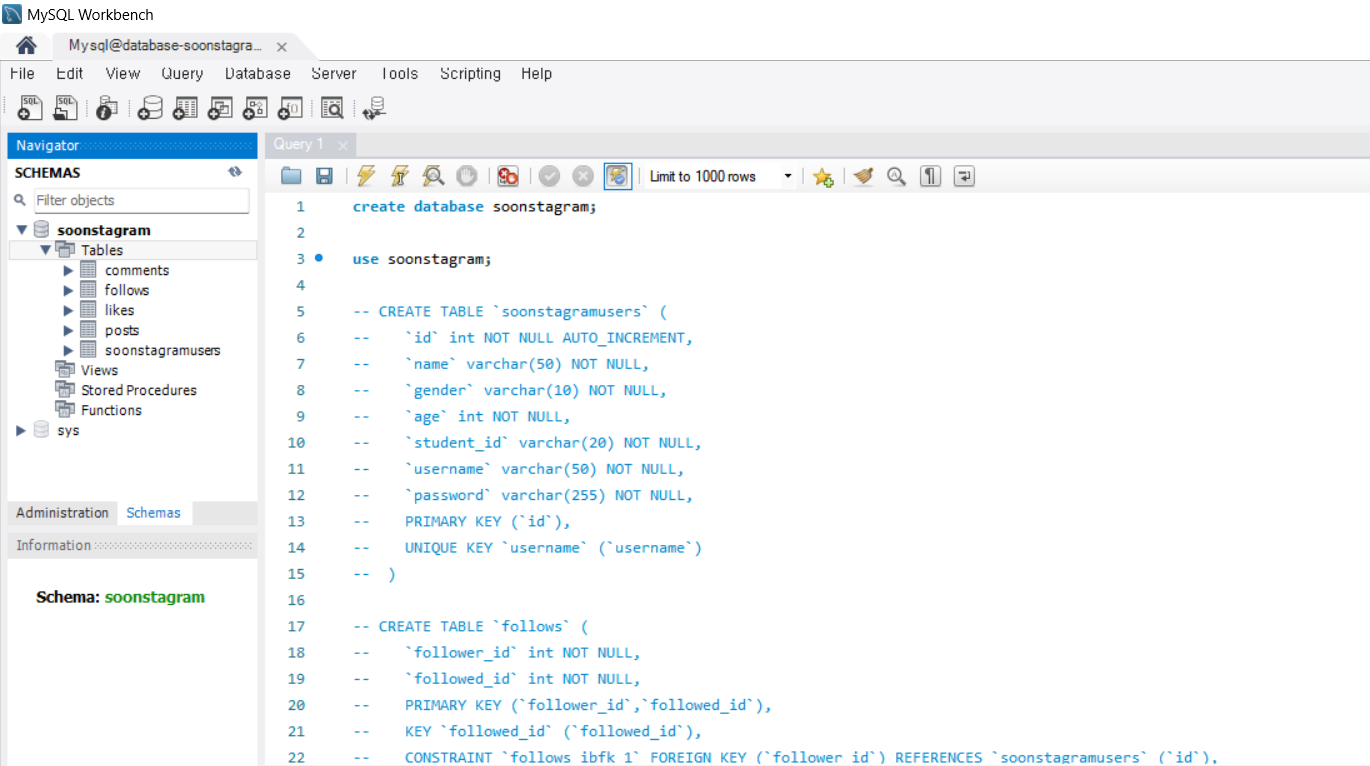 MySQL Workbench
Mysql@database-soonstagra...
File Edit View Query Database Server Tools Scripting Help
Navigator
SCHEMAS
Filter objects
soonstagram
Tables
comments
follows
likes
posts
soonstagramusers
Views
Stored Procedures
Functions
sys
Administration Schemas
Information
Schema: soonstagram
Query 1
Limit to 1000 rows
1 create database soonstagram;
2
3 use soonstagram;
4
5 -- CREATE TABLE `soonstagramusers` (
6 --    `id` int NOT NULL AUTO_INCREMENT,
7 --    `name` varchar(50) NOT NULL,
8 --    `gender` varchar(10) NOT NULL,
9 --    `age` int NOT NULL,
10 --    `student_id` varchar(20) NOT NULL,
11 --    `username` varchar(50) NOT NULL,
12 --    `password` varchar(255) NOT NULL,
13 --    PRIMARY KEY (`id`),
14 --    UNIQUE KEY `username` (`username`)
15 --  )
16
17 -- CREATE TABLE `follows` (
18 --    `follower_id` int NOT NULL,
19 --    `followed_id` int NOT NULL,
20 --    PRIMARY KEY (`follower_id`,`followed_id`),
21 --    KEY `followed_id` (`followed_id`),
22 --    CONSTRAINT `follows_ibfk_1` FOREIGN KEY (`follower_id`) REFERENCES `soonstagramusers` (`id`),